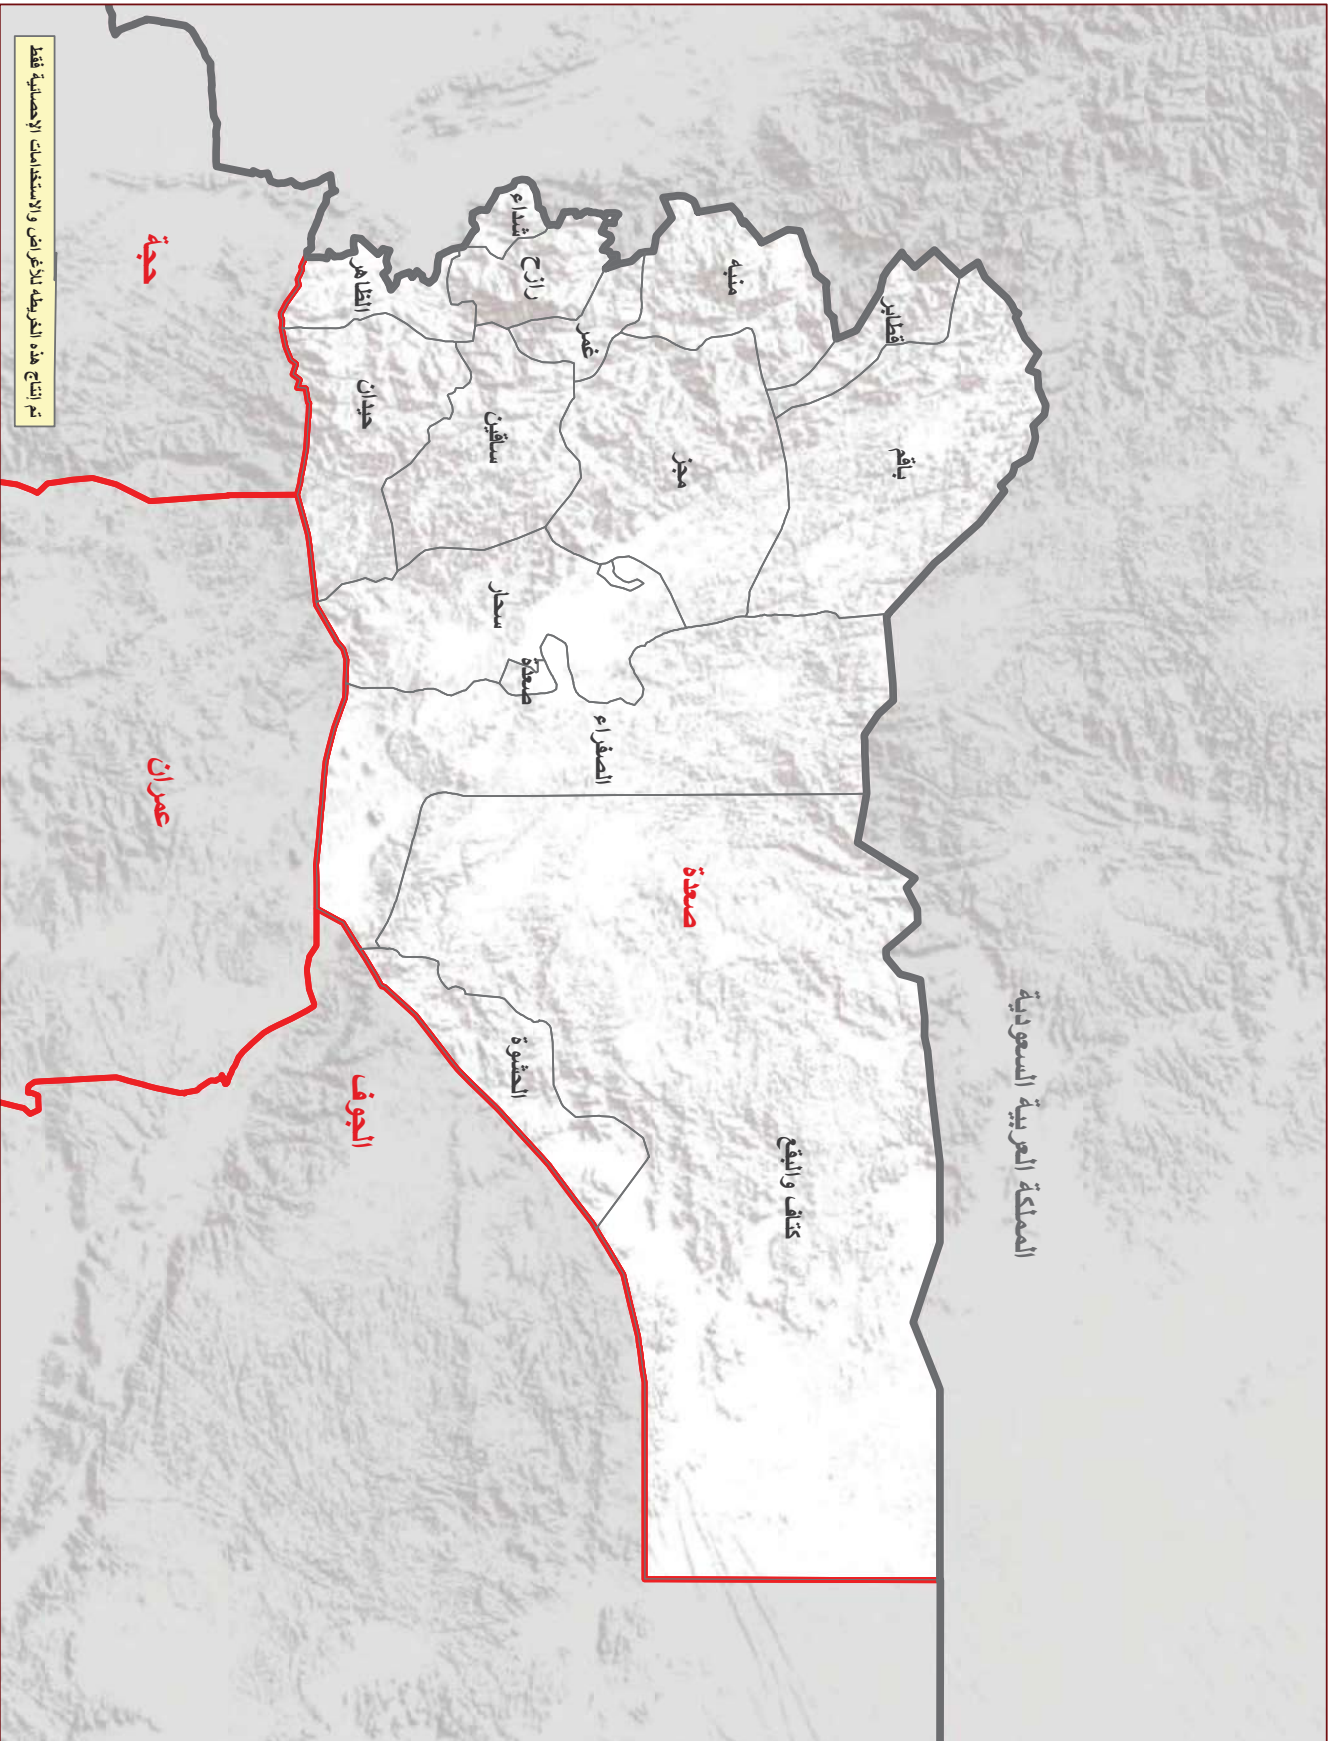 المملكة العربية السعودية
باقم
قطابر
كتاف والبقع
منبه
مجز
صعدة
غمر
الصفراء
رازح
شداء
صعدة
الحشوة
ساقين
سحار
الظاهر
حيدان
الجوف
حجة
عمران
تم إنتاج هذه الخريطه للأغراض والاستخدامات الإحصائية فقط